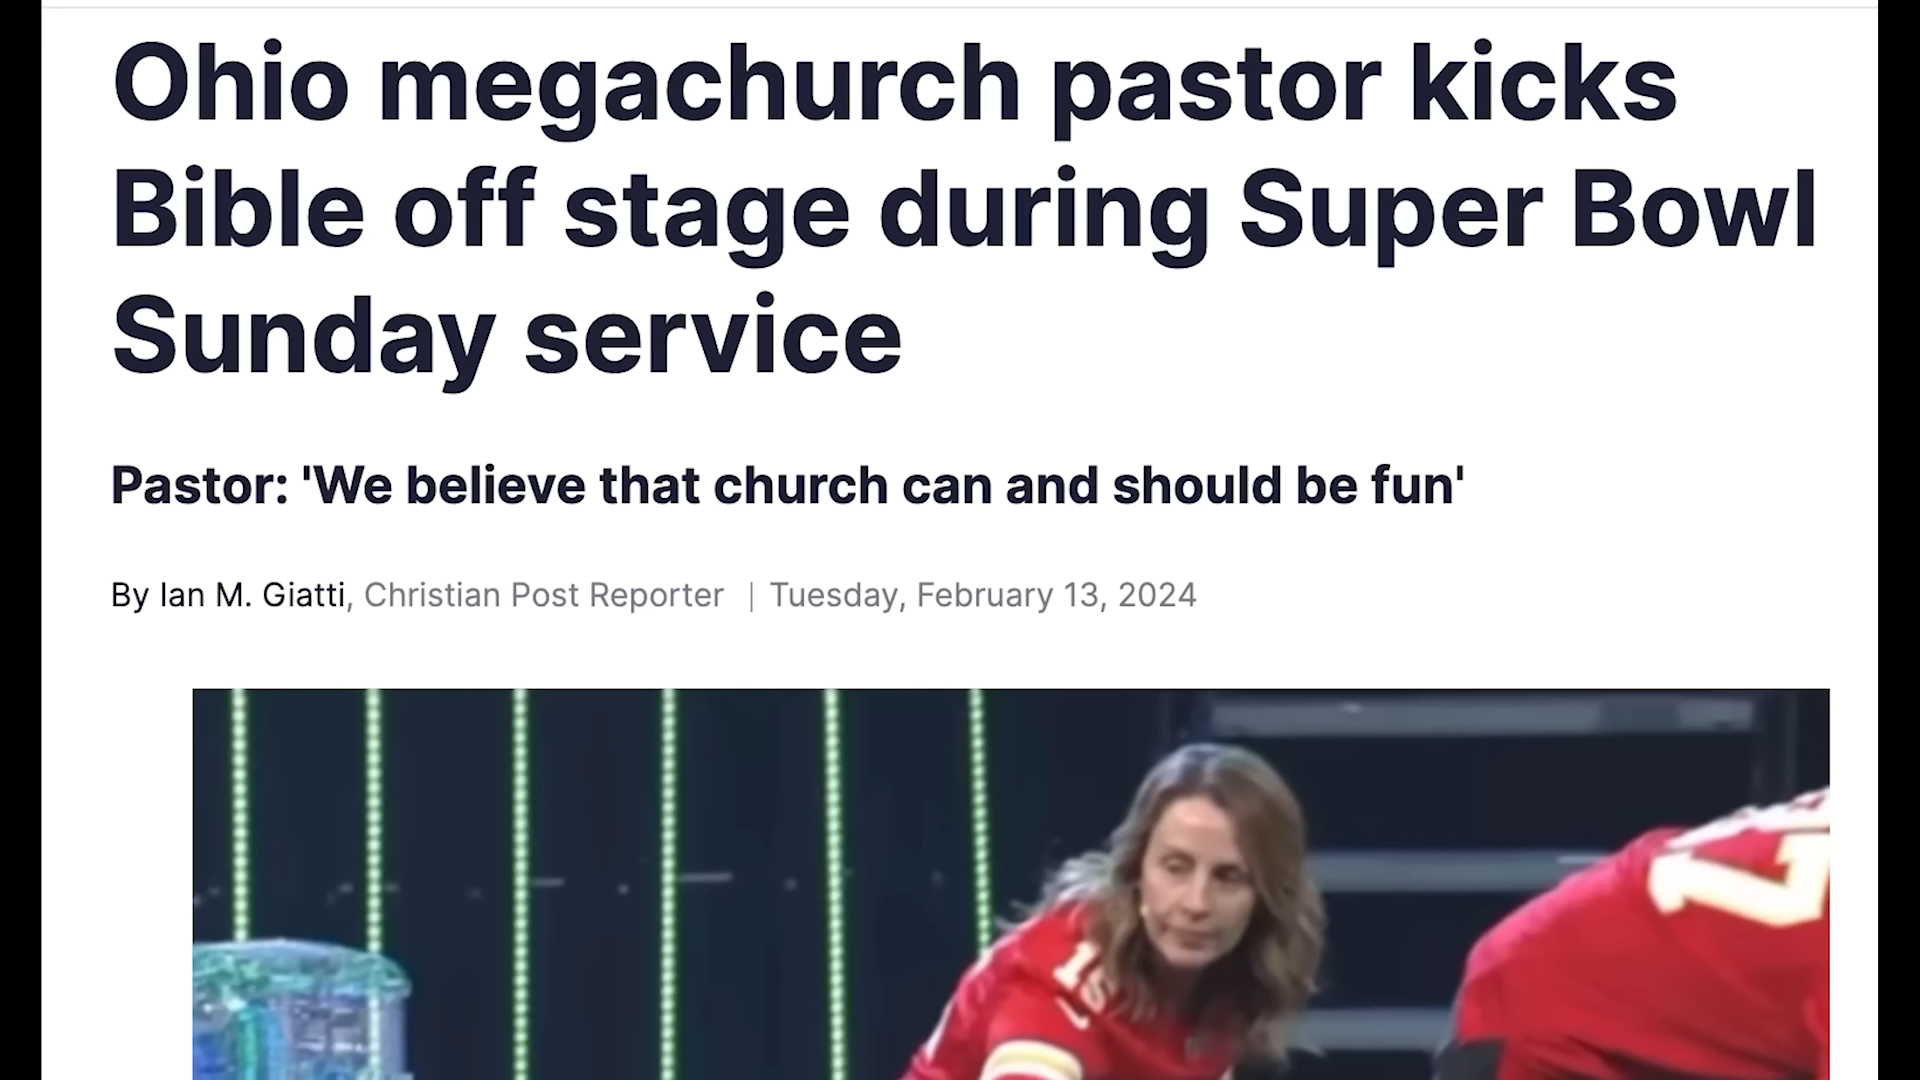 Ohio megachurch pastor kicks
Bible off stage during Super Bowl
Sunday service
Pastor: 'We believe that church can and should be fun'
By Ian M. Giatti, Christian Post Reporter | Tuesday, February 13, 2024
15